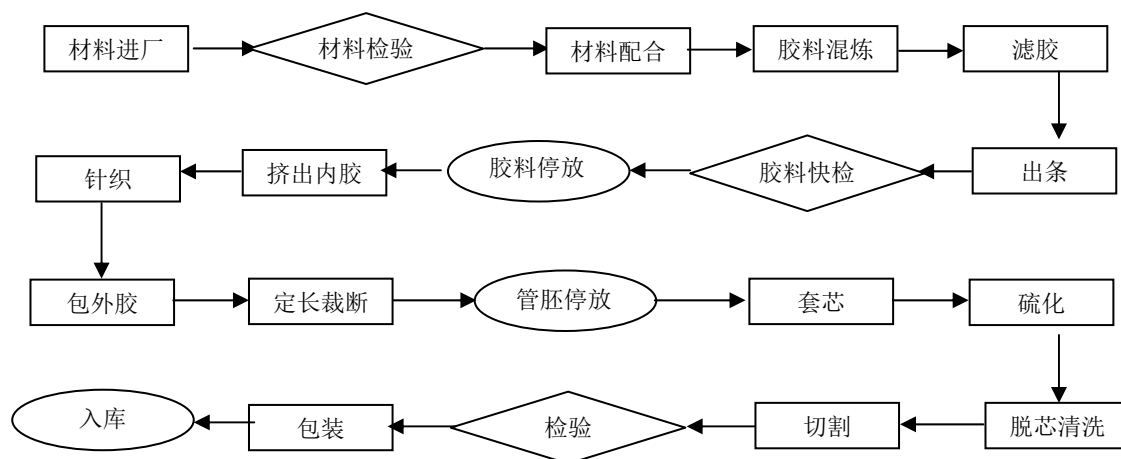 材料进厂
材料检验
材料配合
胶料混炼
滤胶
出条
胶料快检
胶料停放
挤出内胶
针织
包外胶
定长裁断
管胚停放
套芯
硫化
脱芯清洗
切割
检验
包装
入库